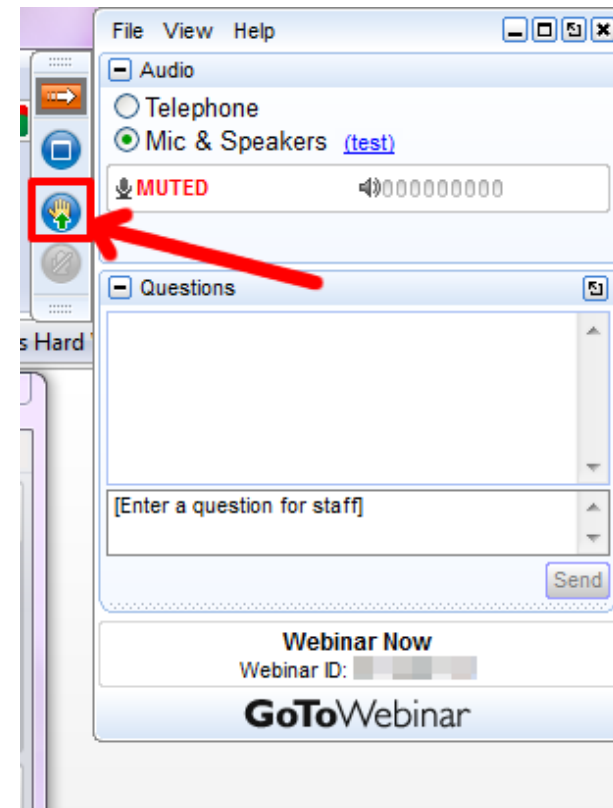 File View Help
Audio
Telephone
Mic & Speakers (test)
MUTED 000000000
Questions
s Hard
[Enter a question for staff]
Send
Webinar Now
Webinar ID:
GoToWebinar